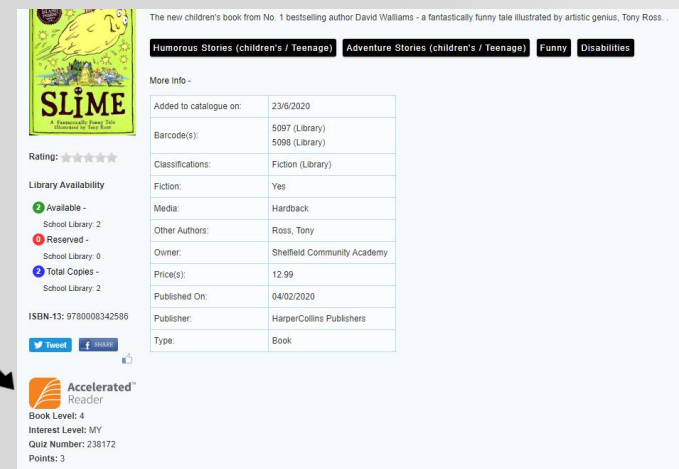 The new children's book from No. 1 bestselling author David Walliams - a fantastically funny tale illustrated by artistic genius, Tony Ross. .
Humorous Stories (children's / Teenage) Adventure Stories (children's / Teenage) Funny Disabilities
More Info -
SLIME
A Fantastically Funny Tale
Illustrated by Tony Ross
Rating:
Library Availability
2 Available -
School Library: 2
0 Reserved -
School Library: 0
2 Total Copies -
School Library: 2
ISBN-13: 9780008342586
Tweet f SHARE
Accelerated™
Reader
Book Level: 4
Interest Level: MY
Quiz Number: 238172
Points: 3
Added to catalogue on: 23/6/2020
Barcode(s): 5097 (Library)
5098 (Library)
Classifications: Fiction (Library)
Fiction: Yes
Media: Hardback
Other Authors: Ross, Tony
Owner: Shelfield Community Academy
Price(s): 12.99
Published On: 04/02/2020
Publisher: HarperCollins Publishers
Type: Book